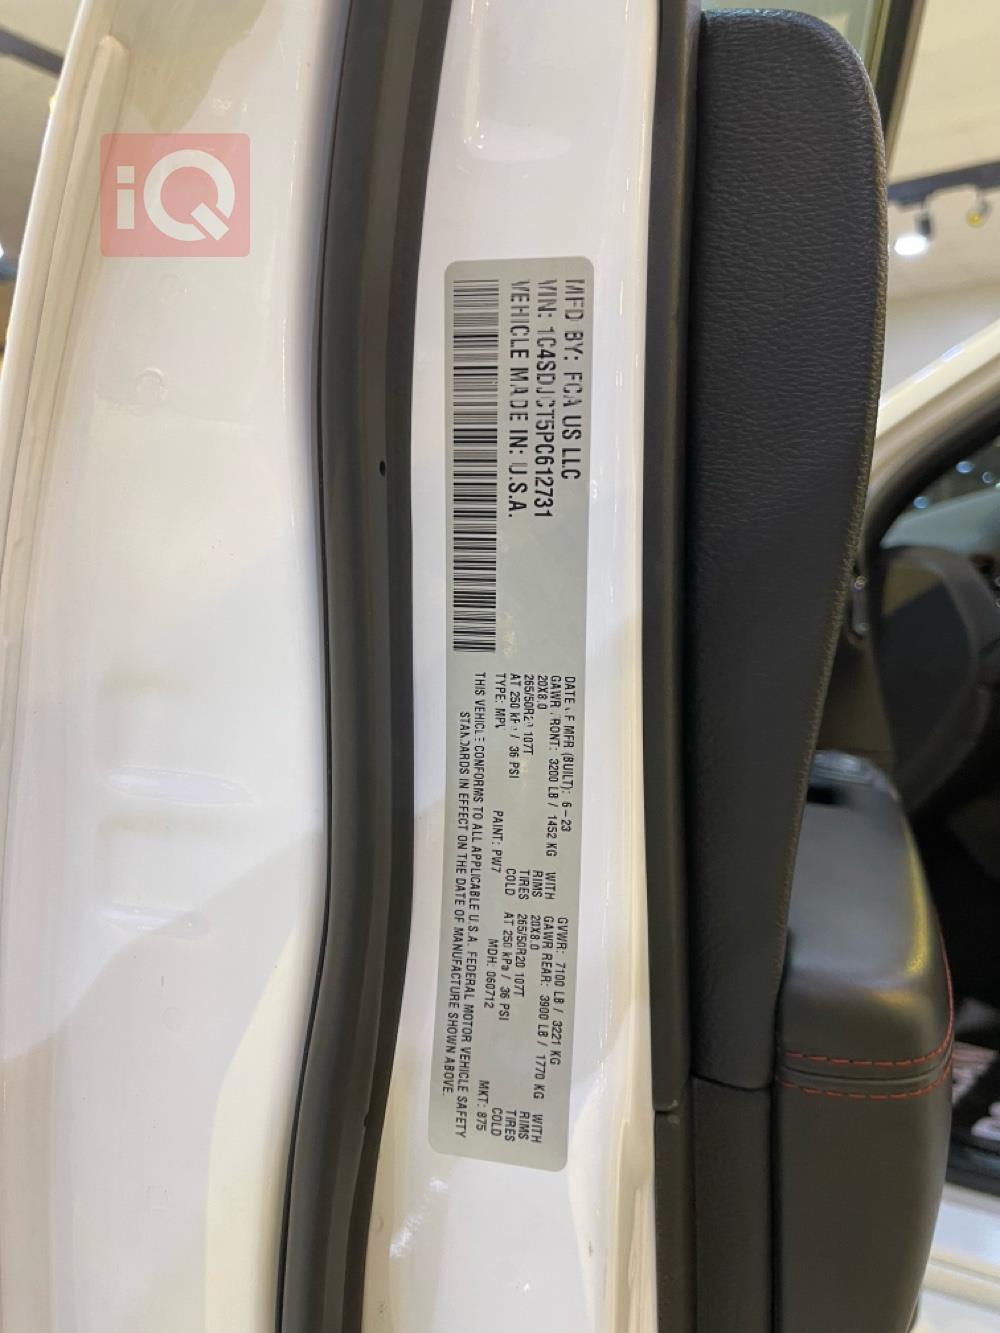 iQ
MFD BY: FCA US LLC
VIN: 1C4SDJCT5PC612731
VEHICLE MADE IN: U.S.A.
DATE OF MFR (BUILT): 6-23
GVWR: 7100 LB / 3221 KG
GAWR FRONT: 3200 LB / 1452 KG WITH
GAWR REAR: 3900 LB / 1770 KG WITH
20X8.0 RIMS
20X8.0 RIMS
265/50R20 107T TIRES
265/50R20 107T TIRES
AT 250 kPa / 36 PSI COLD
AT 250 kPa / 36 PSI COLD
TYPE: MPV PAINT: PW7 MDH: 060712 MKT: 875
THIS VEHICLE CONFORMS TO ALL APPLICABLE U.S.A. FEDERAL MOTOR VEHICLE SAFETY
STANDARDS IN EFFECT ON THE DATE OF MANUFACTURE SHOWN ABOVE.